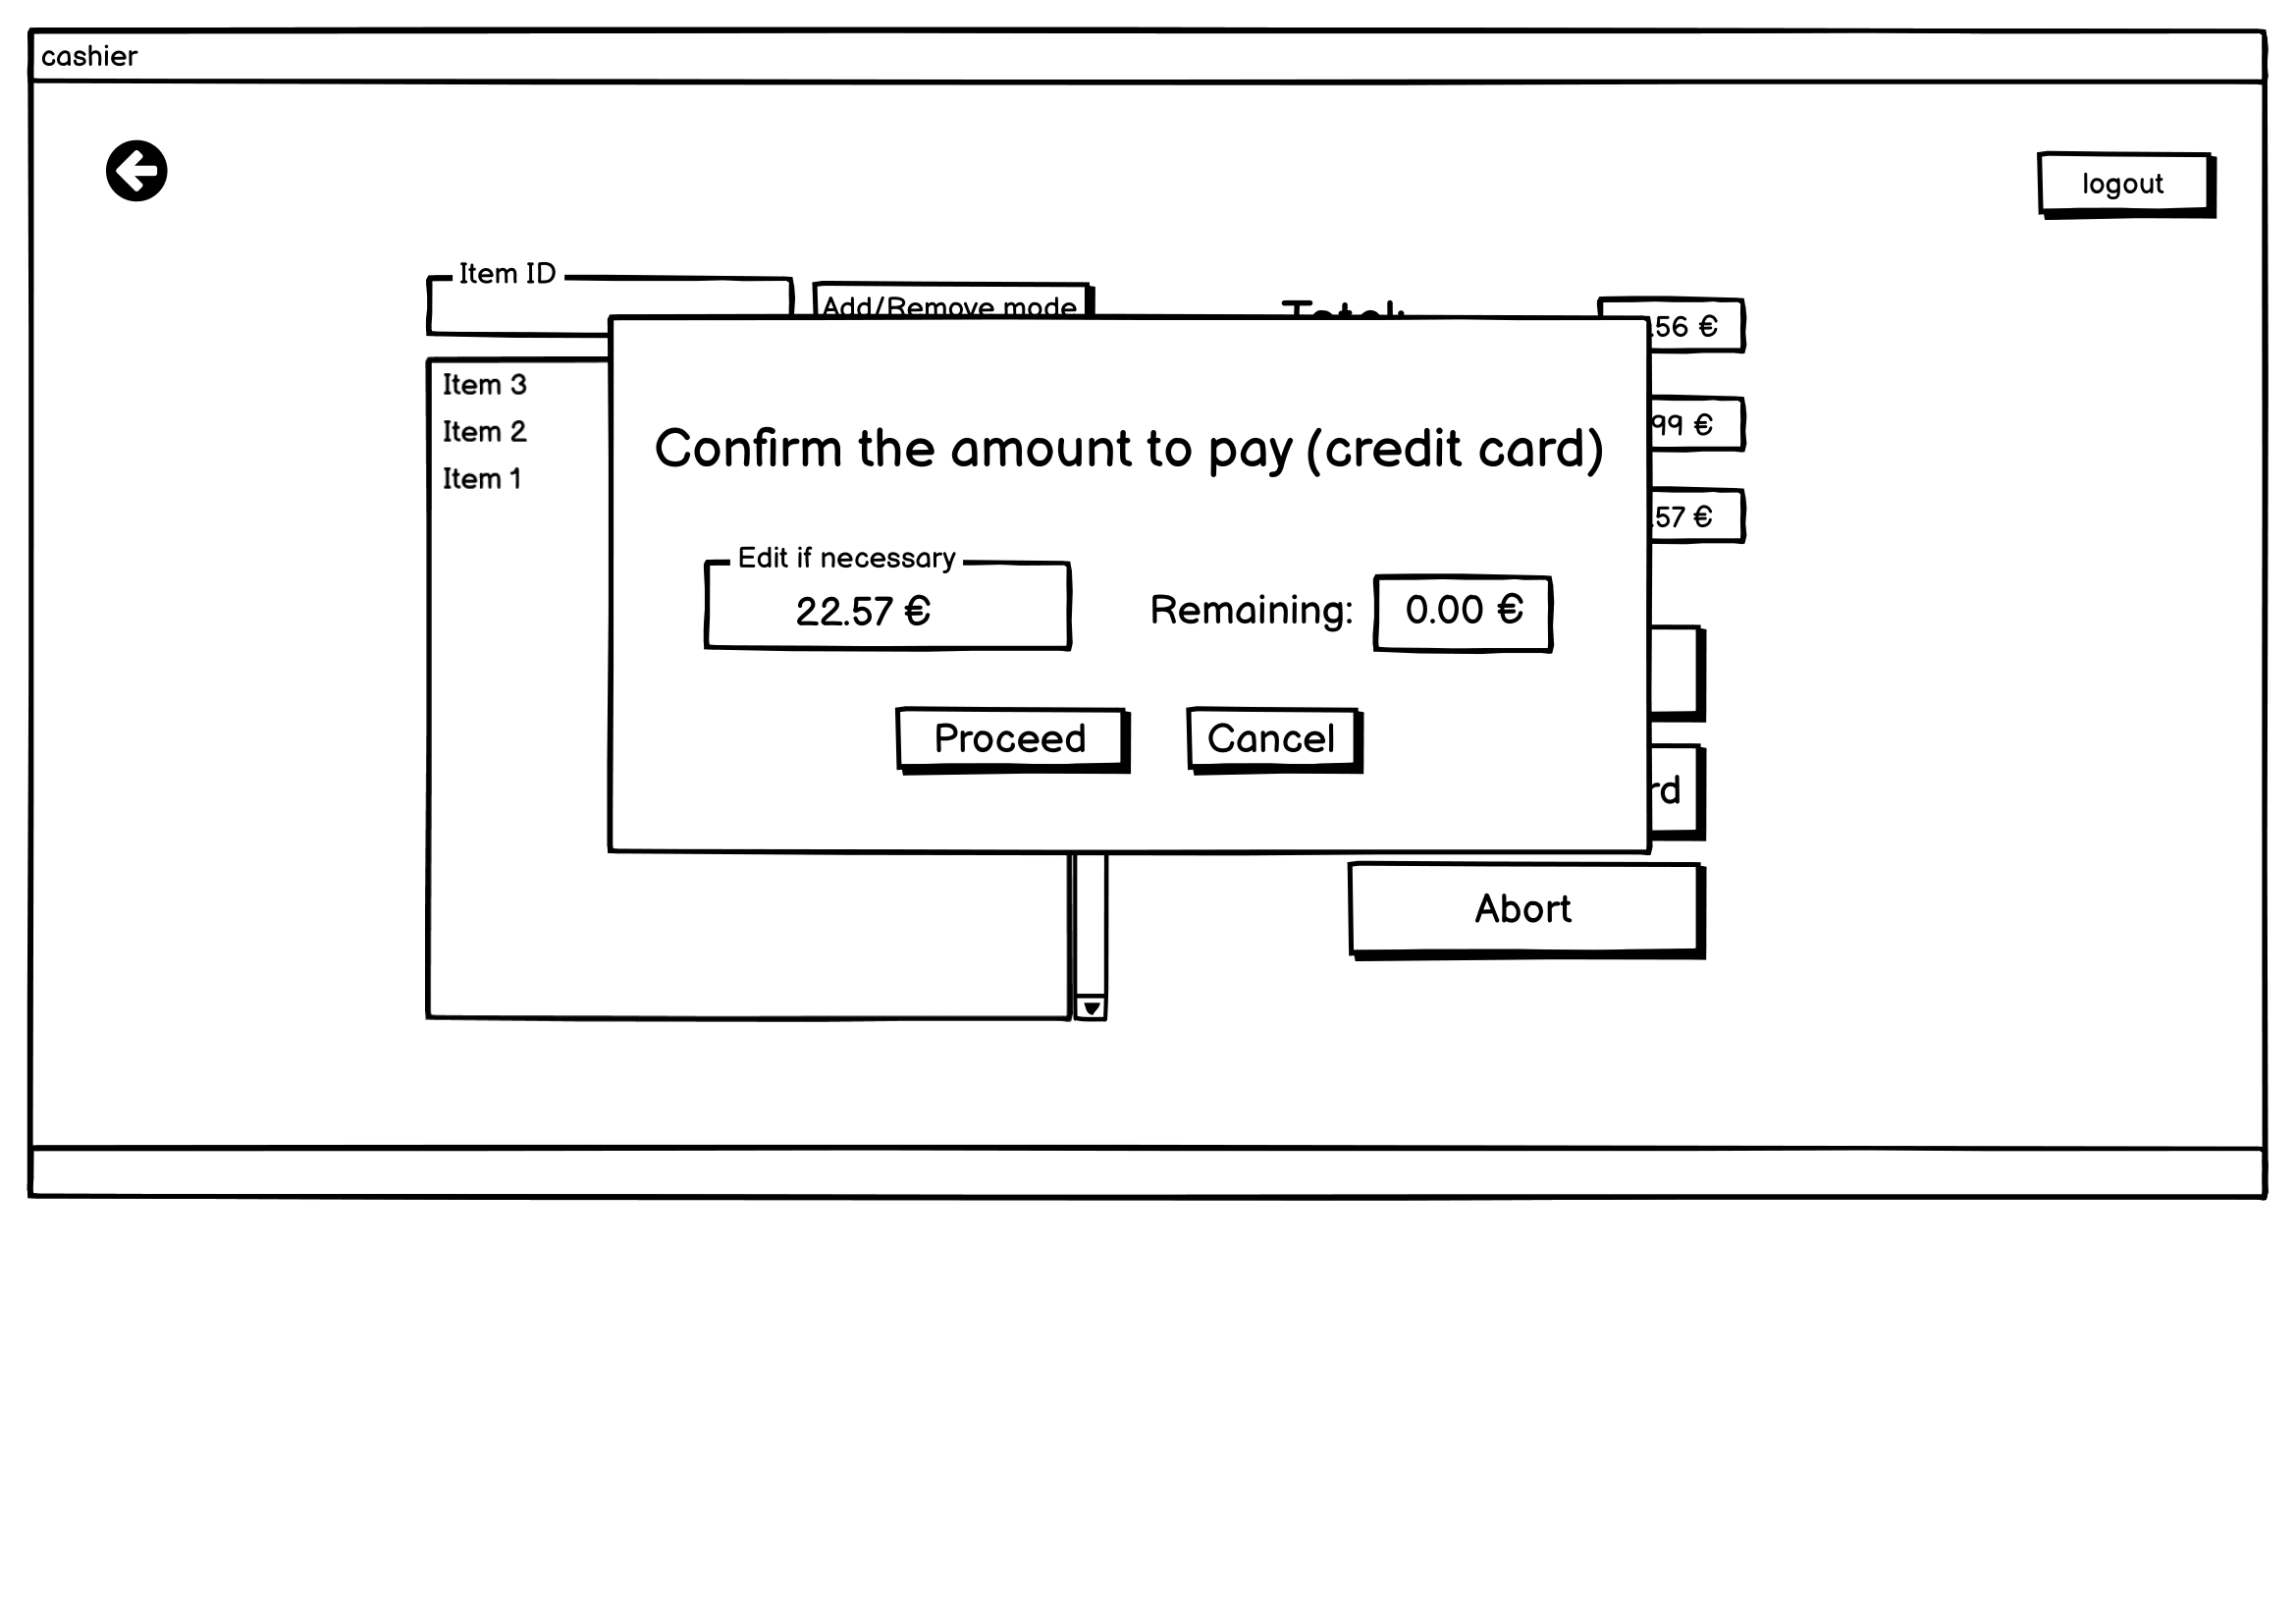 cashier
logout
Item ID
Add/Remove mode
.56 €
Item 3
Item 2
Item 1
99 €
.57 €
Confirm the amount to pay (credit card)
Edit if necessary
22.57 €
Remaining:
0.00 €
Proceed
Cancel
rd
Abort